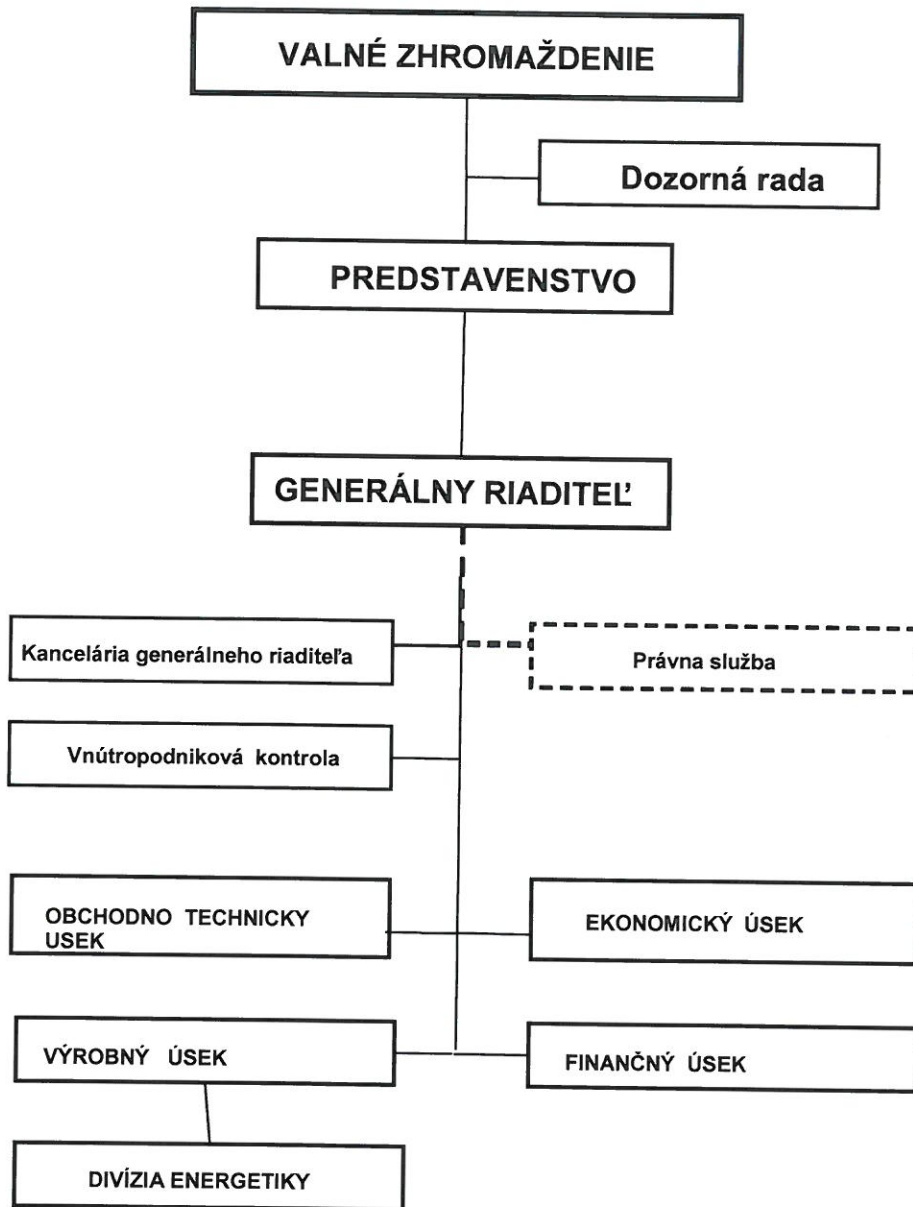 VALNÉ ZHROMAŽDENIE
Dozorná rada
PREDSTAVENSTVO
GENERÁLNY RIADITEĽ
Kancelária generálneho riaditeľa
Právna služba
Vnútropodniková kontrola
OBCHODNO TECHNICKY
USEK
EKONOMICKÝ ÚSEK
VÝROBNÝ ÚSEK
FINANČNÝ ÚSEK
DIVÍZIA ENERGETIKY